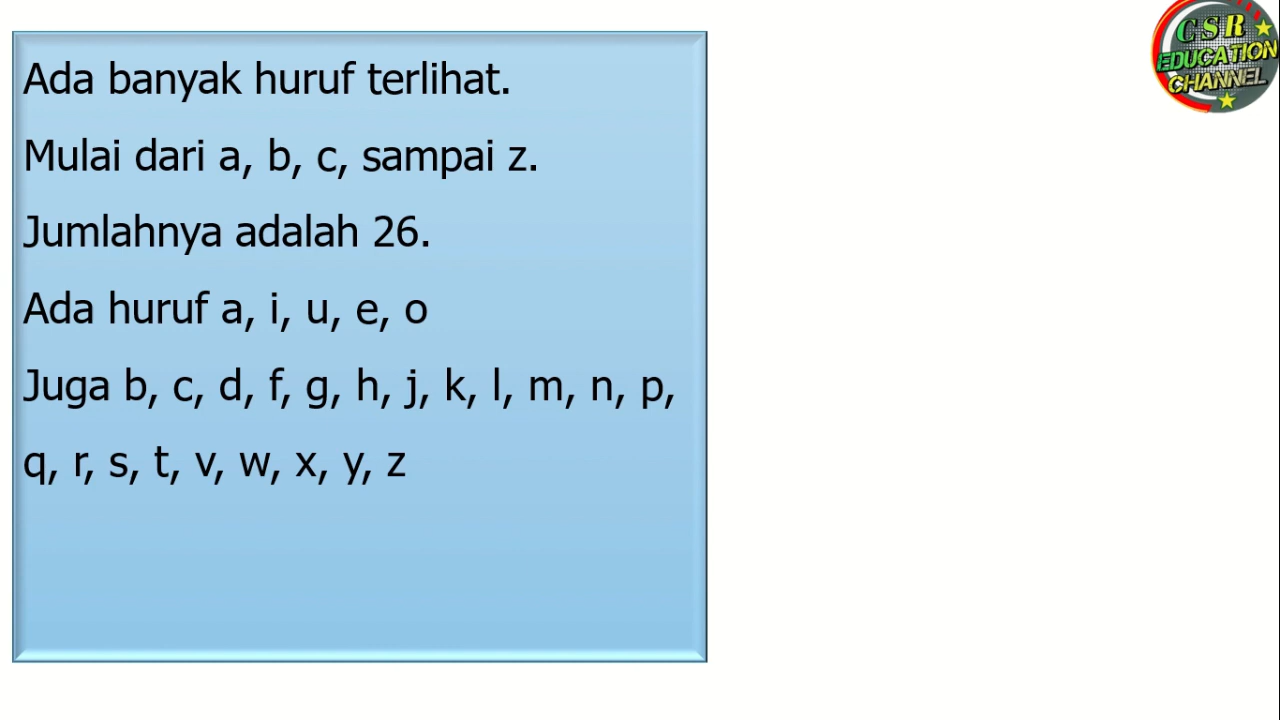 Ada banyak huruf terlihat.
Mulai dari a, b, c, sampai z.
Jumlahnya adalah 26.
Ada huruf a, i, u, e, o
Juga b, c, d, f, g, h, j, k, l, m, n, p,
q, r, s, t, v, w, x, y, z
CSR
EDUCATION
CHANNEL